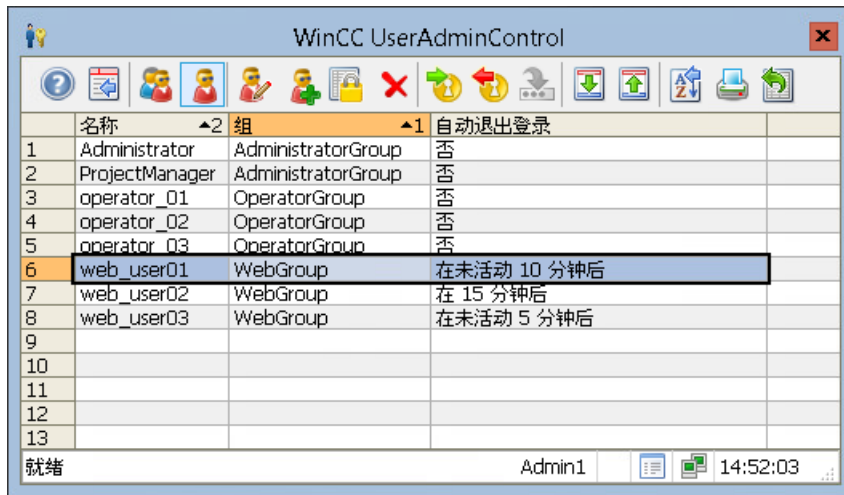 WinCC UserAdminControl
名称 2 组 1 自动退出登录
1 Administrator AdministratorGroup 否
2 ProjectManager AdministratorGroup 否
3 operator_01 OperatorGroup 否
4 operator_02 OperatorGroup 否
5 operator_03 OperatorGroup 否
6 web_user01 WebGroup 在未活动 10 分钟后
7 web_user02 WebGroup 在 15 分钟后
8 web_user03 WebGroup 在未活动 5 分钟后
9
10
11
12
13
就绪 Admin1 14:52:03